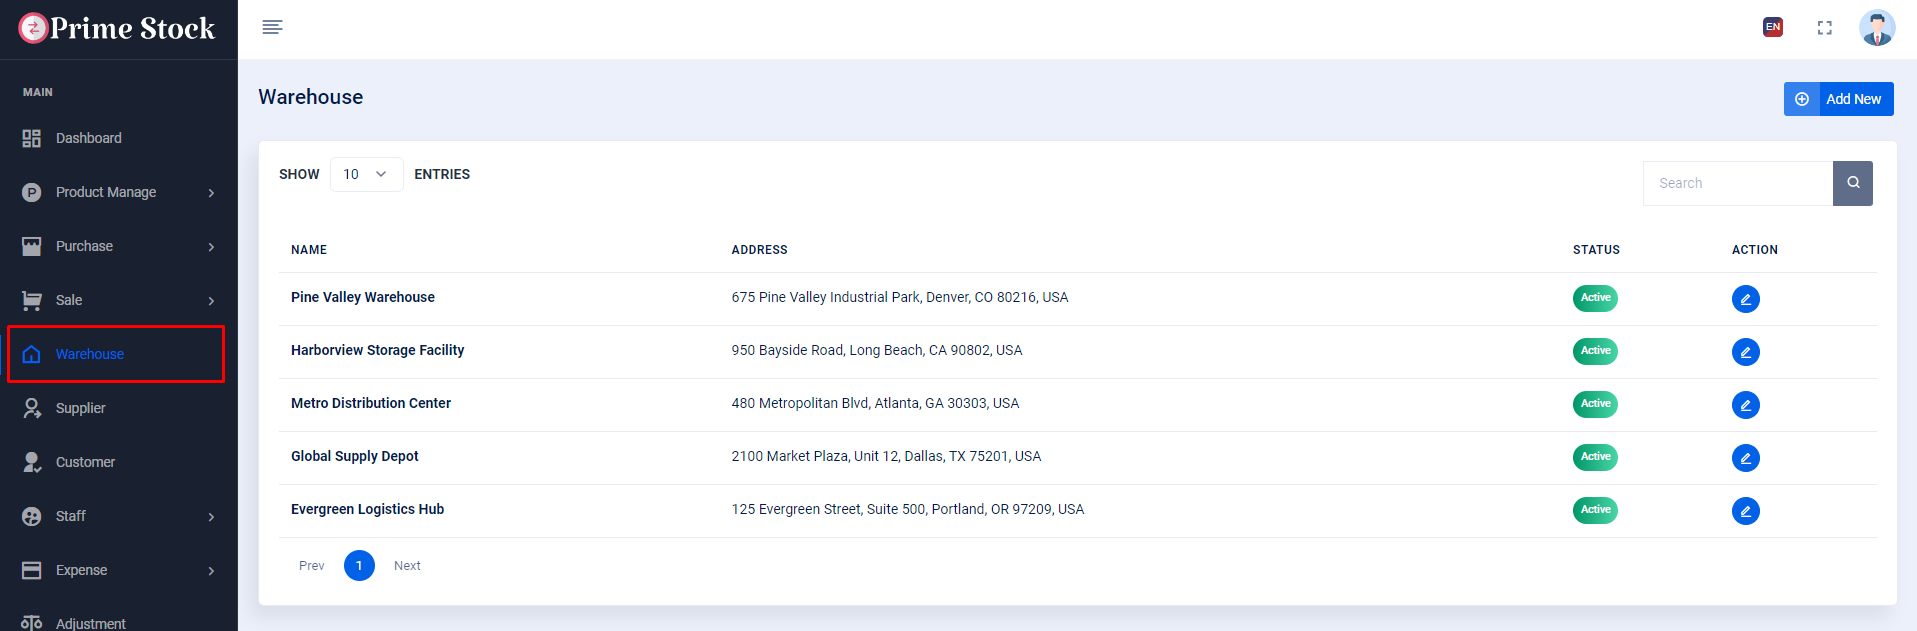 Prime Stock
EN
MAIN
Dashboard
Product Manage
Purchase
Sale
Warehouse
Supplier
Customer
Staff
Expense
Adjustment
Warehouse
Add New
SHOW 10 ENTRIES
Search
NAME ADDRESS STATUS ACTION
Pine Valley Warehouse 675 Pine Valley Industrial Park, Denver, CO 80216, USA Active
Harborview Storage Facility 950 Bayside Road, Long Beach, CA 90802, USA Active
Metro Distribution Center 480 Metropolitan Blvd, Atlanta, GA 30303, USA Active
Global Supply Depot 2100 Market Plaza, Unit 12, Dallas, TX 75201, USA Active
Evergreen Logistics Hub 125 Evergreen Street, Suite 500, Portland, OR 97209, USA Active
Prev 1 Next